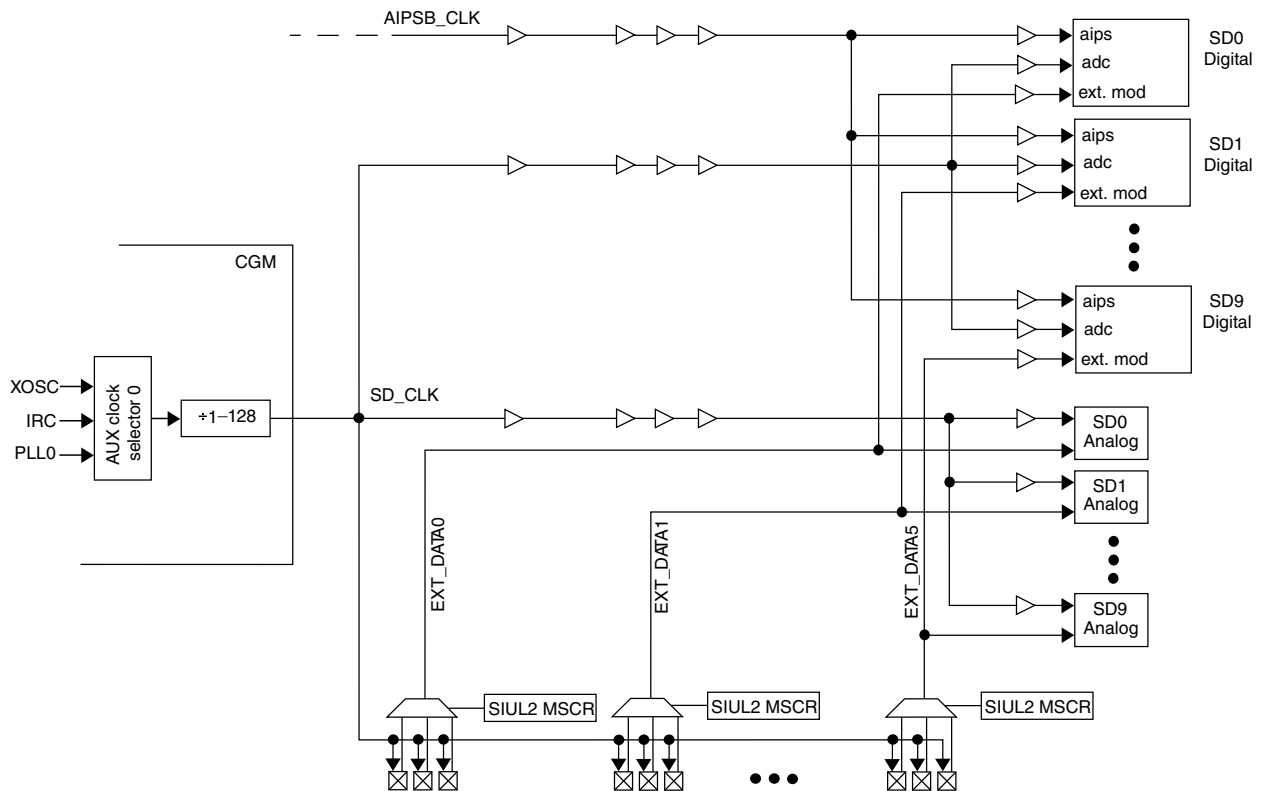 AIPSB_CLK
aips
adc
ext. mod
SD0
Digital
aips
adc
ext. mod
SD1
Digital
aips
adc
ext. mod
SD9
Digital
CGM
XOSC
IRC
PLL0
AUX clock
selector 0
÷1–128
SD_CLK
SD0
Analog
SD1
Analog
SD9
Analog
EXT_DATA0
EXT_DATA1
EXT_DATA5
SIUL2 MSCR
SIUL2 MSCR
SIUL2 MSCR